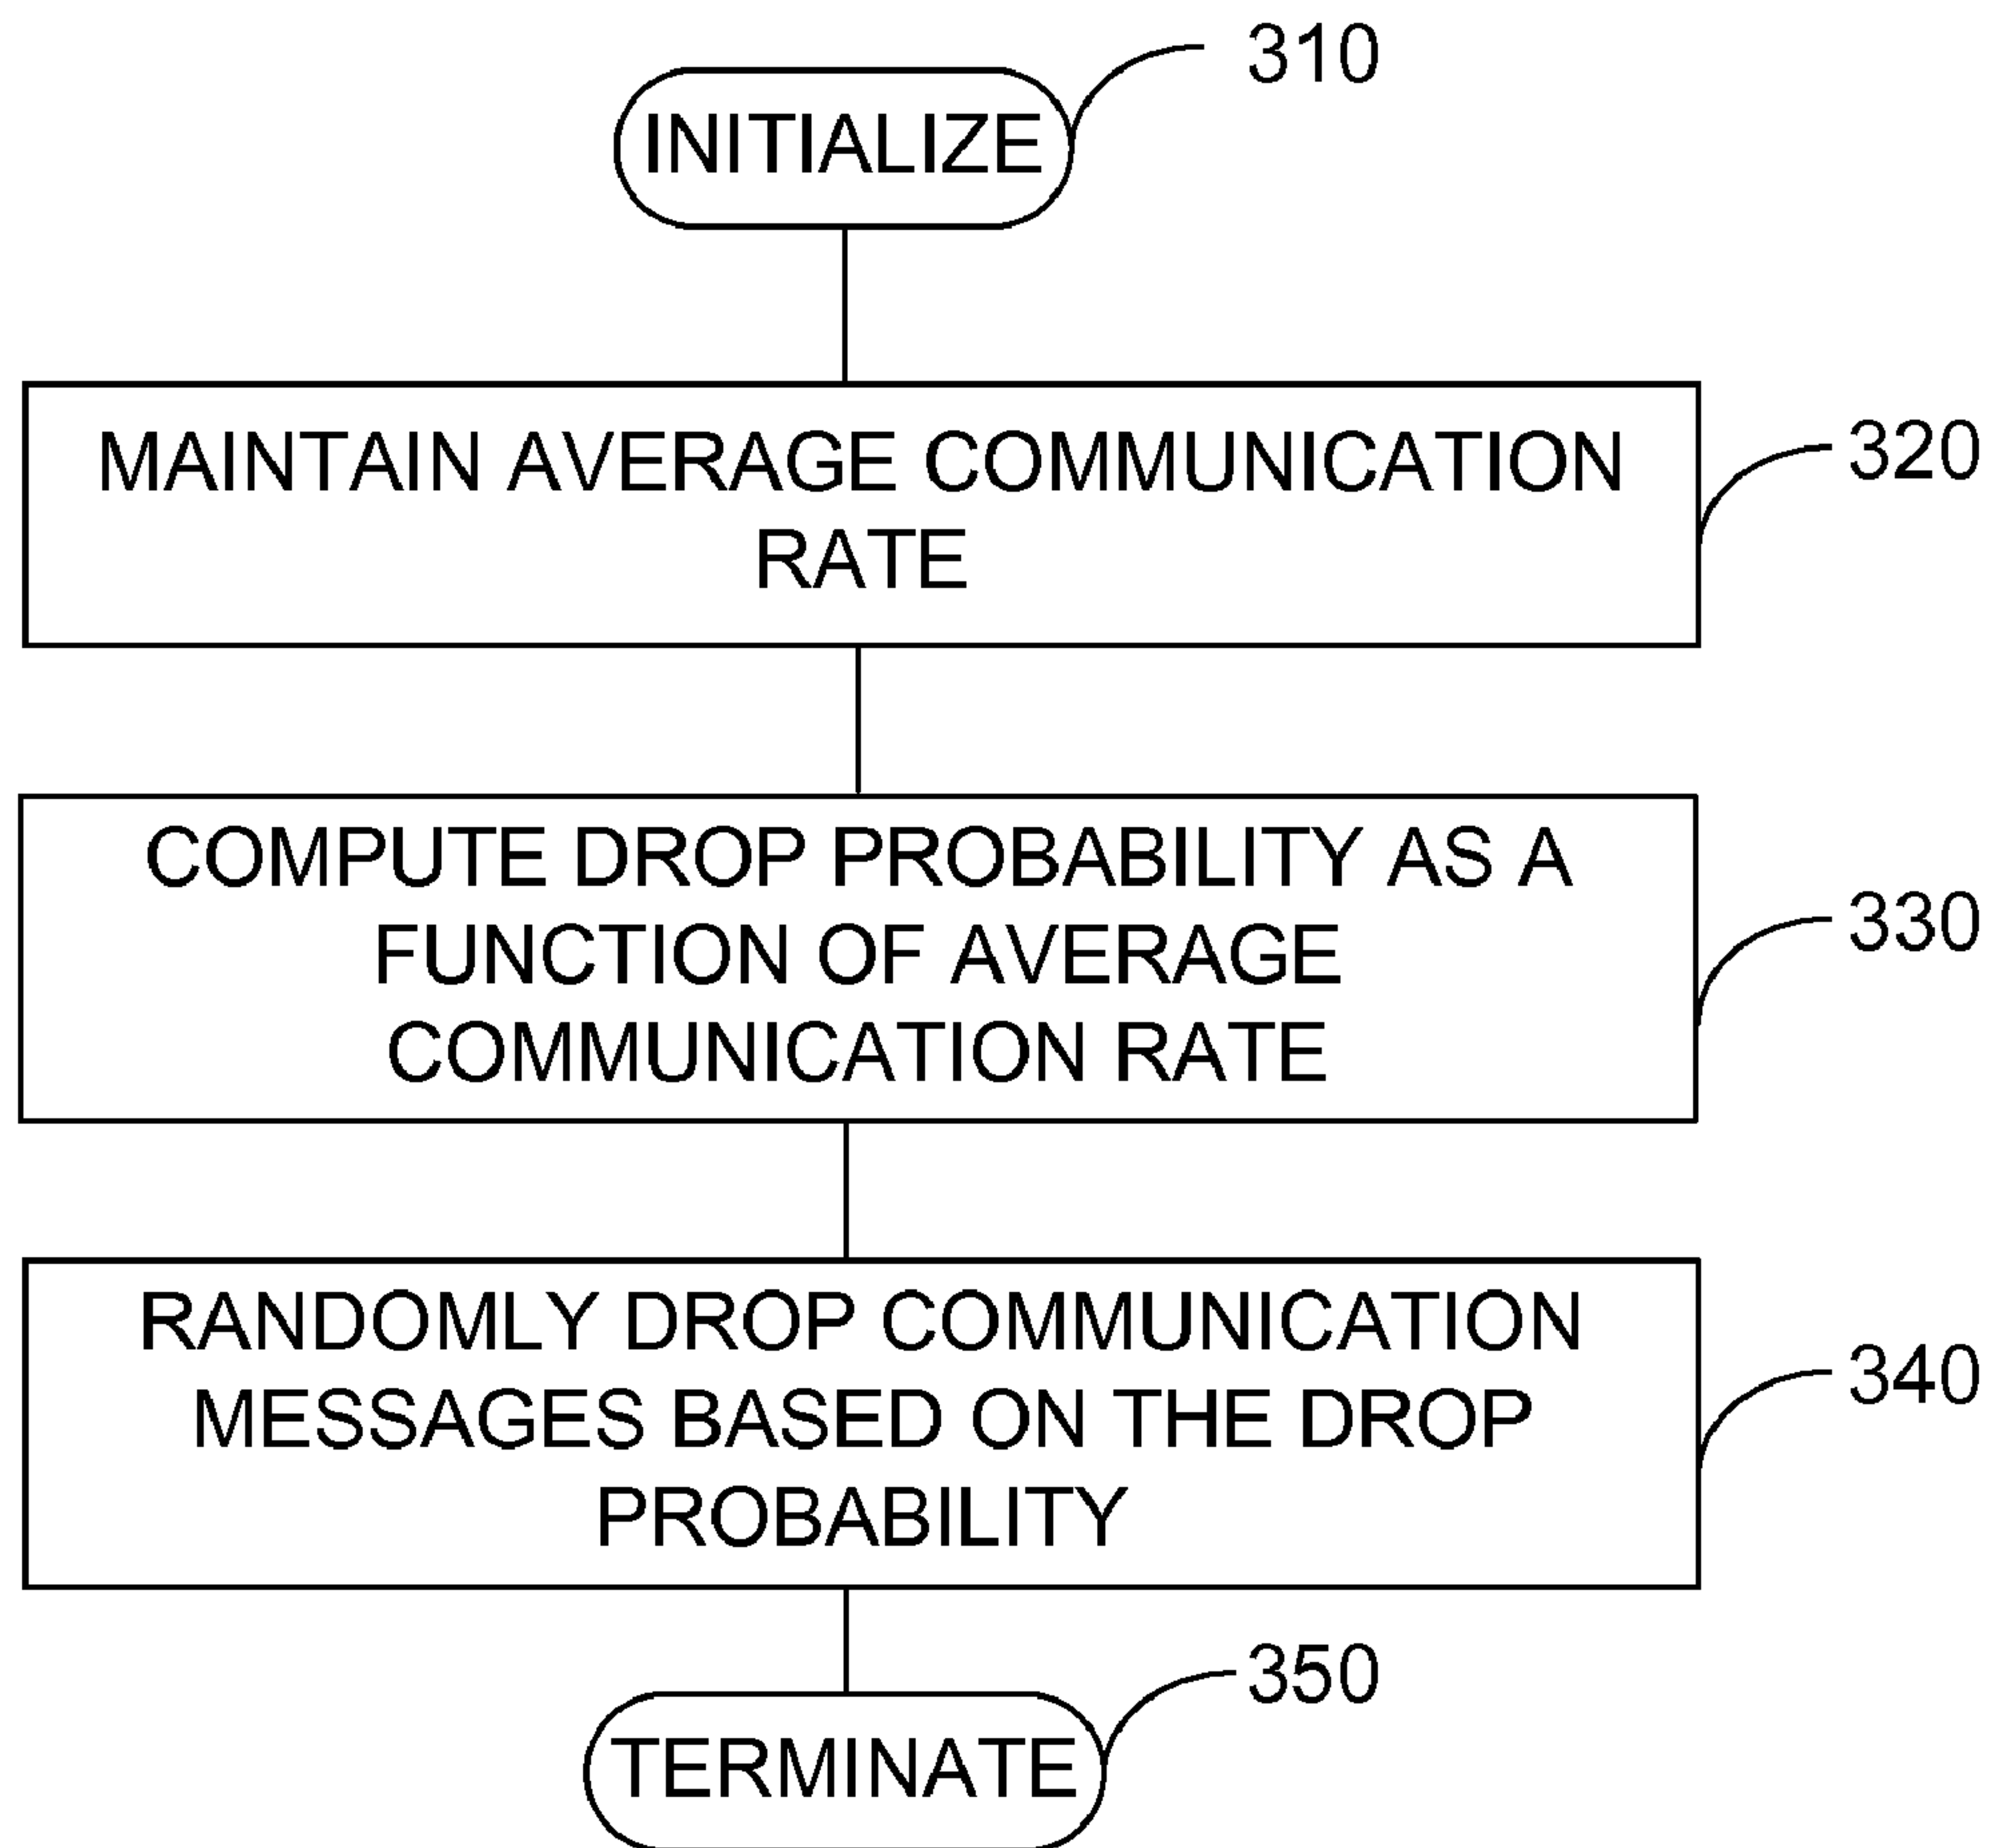 310
INITIALIZE
MAINTAIN AVERAGE COMMUNICATION
RATE
320
COMPUTE DROP PROBABILITY AS A
FUNCTION OF AVERAGE
COMMUNICATION RATE
330
RANDOMLY DROP COMMUNICATION
MESSAGES BASED ON THE DROP
PROBABILITY
340
350
TERMINATE